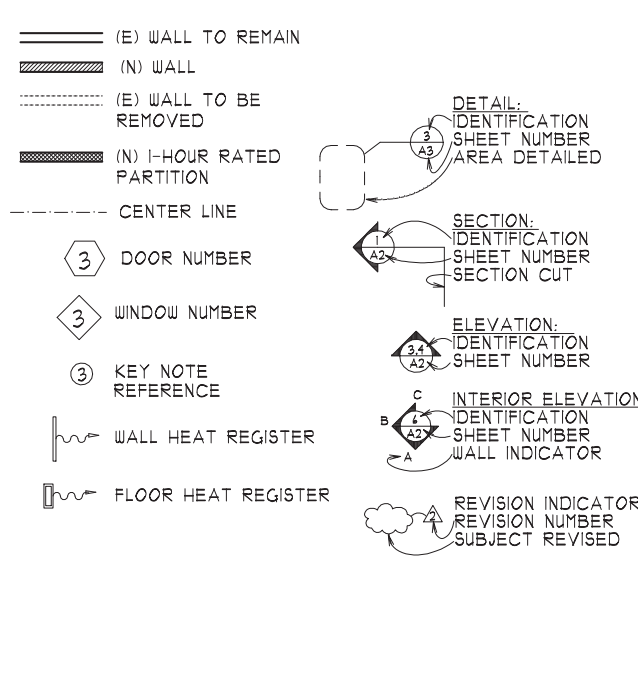 (E) WALL TO REMAIN
(N) WALL
(E) WALL TO BE
REMOVED
(N) 1-HOUR RATED
PARTITION
CENTER LINE
3 DOOR NUMBER
3 WINDOW NUMBER
3 KEY NOTE
REFERENCE
WALL HEAT REGISTER
FLOOR HEAT REGISTER
DETAIL:
IDENTIFICATION
3 SHEET NUMBER
A3 AREA DETAILED
SECTION:
1 IDENTIFICATION
A2 SHEET NUMBER
SECTION CUT
ELEVATION:
3,4 IDENTIFICATION
A2 SHEET NUMBER
C
INTERIOR ELEVATION
B 6 IDENTIFICATION
A2 SHEET NUMBER
A WALL INDICATOR
REVISION INDICATOR
2 REVISION NUMBER
SUBJECT REVISED